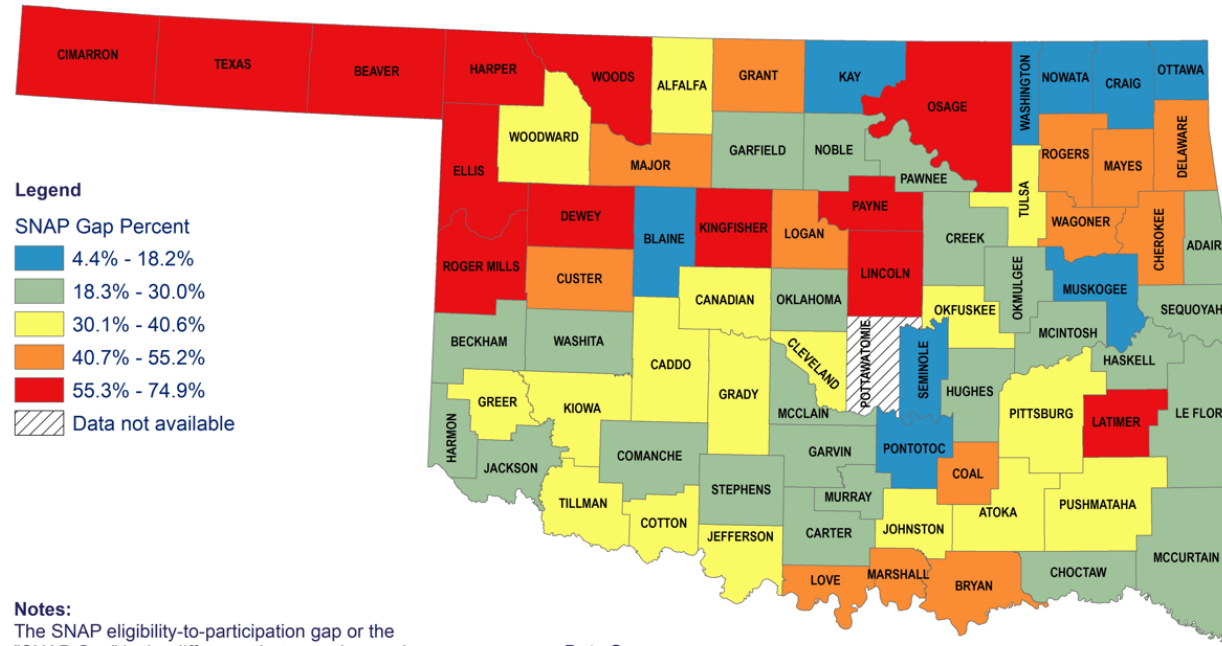 CIMARRON
TEXAS
BEAVER
HARPER
WOODS
ALFALFA
GRANT
KAY
OSAGE
WASHINGTON
NOWATA
CRAIG
OTTAWA
WOODWARD
MAJOR
GARFIELD
NOBLE
PAWNEE
TULSA
ROGERS
MAYES
DELAWARE
ELLIS
DEWEY
BLAINE
KINGFISHER
LOGAN
PAYNE
CREEK
WAGONER
CHEROKEE
ADAIR
ROGER MILLS
CUSTER
CANADIAN
OKLAHOMA
LINCOLN
OKFUSKEE
OKMULGEE
MUSKOGEE
SEQUOYAH
BECKHAM
WASHITA
CADDO
GRADY
CLEVELAND
POTTAWATOMIE
SEMINOLE
HUGHES
MCINTOSH
HASKELL
GREER
KIOWA
MCCLAIN
PITTSBURG
LATIMER
LE FLOR
HARMON
JACKSON
COMANCHE
STEPHENS
GARVIN
PONTOTOC
COAL
TILLMAN
COTTON
JEFFERSON
MURRAY
CARTER
JOHNSTON
ATOKA
PUSHMATAHA
LOVE
MARSHALL
BRYAN
CHOCTAW
MCCURTAIN
Legend
SNAP Gap Percent
4.4% - 18.2%
18.3% - 30.0%
30.1% - 40.6%
40.7% - 55.2%
55.3% - 74.9%
Data not available
Notes:
The SNAP eligibility-to-participation gap or the